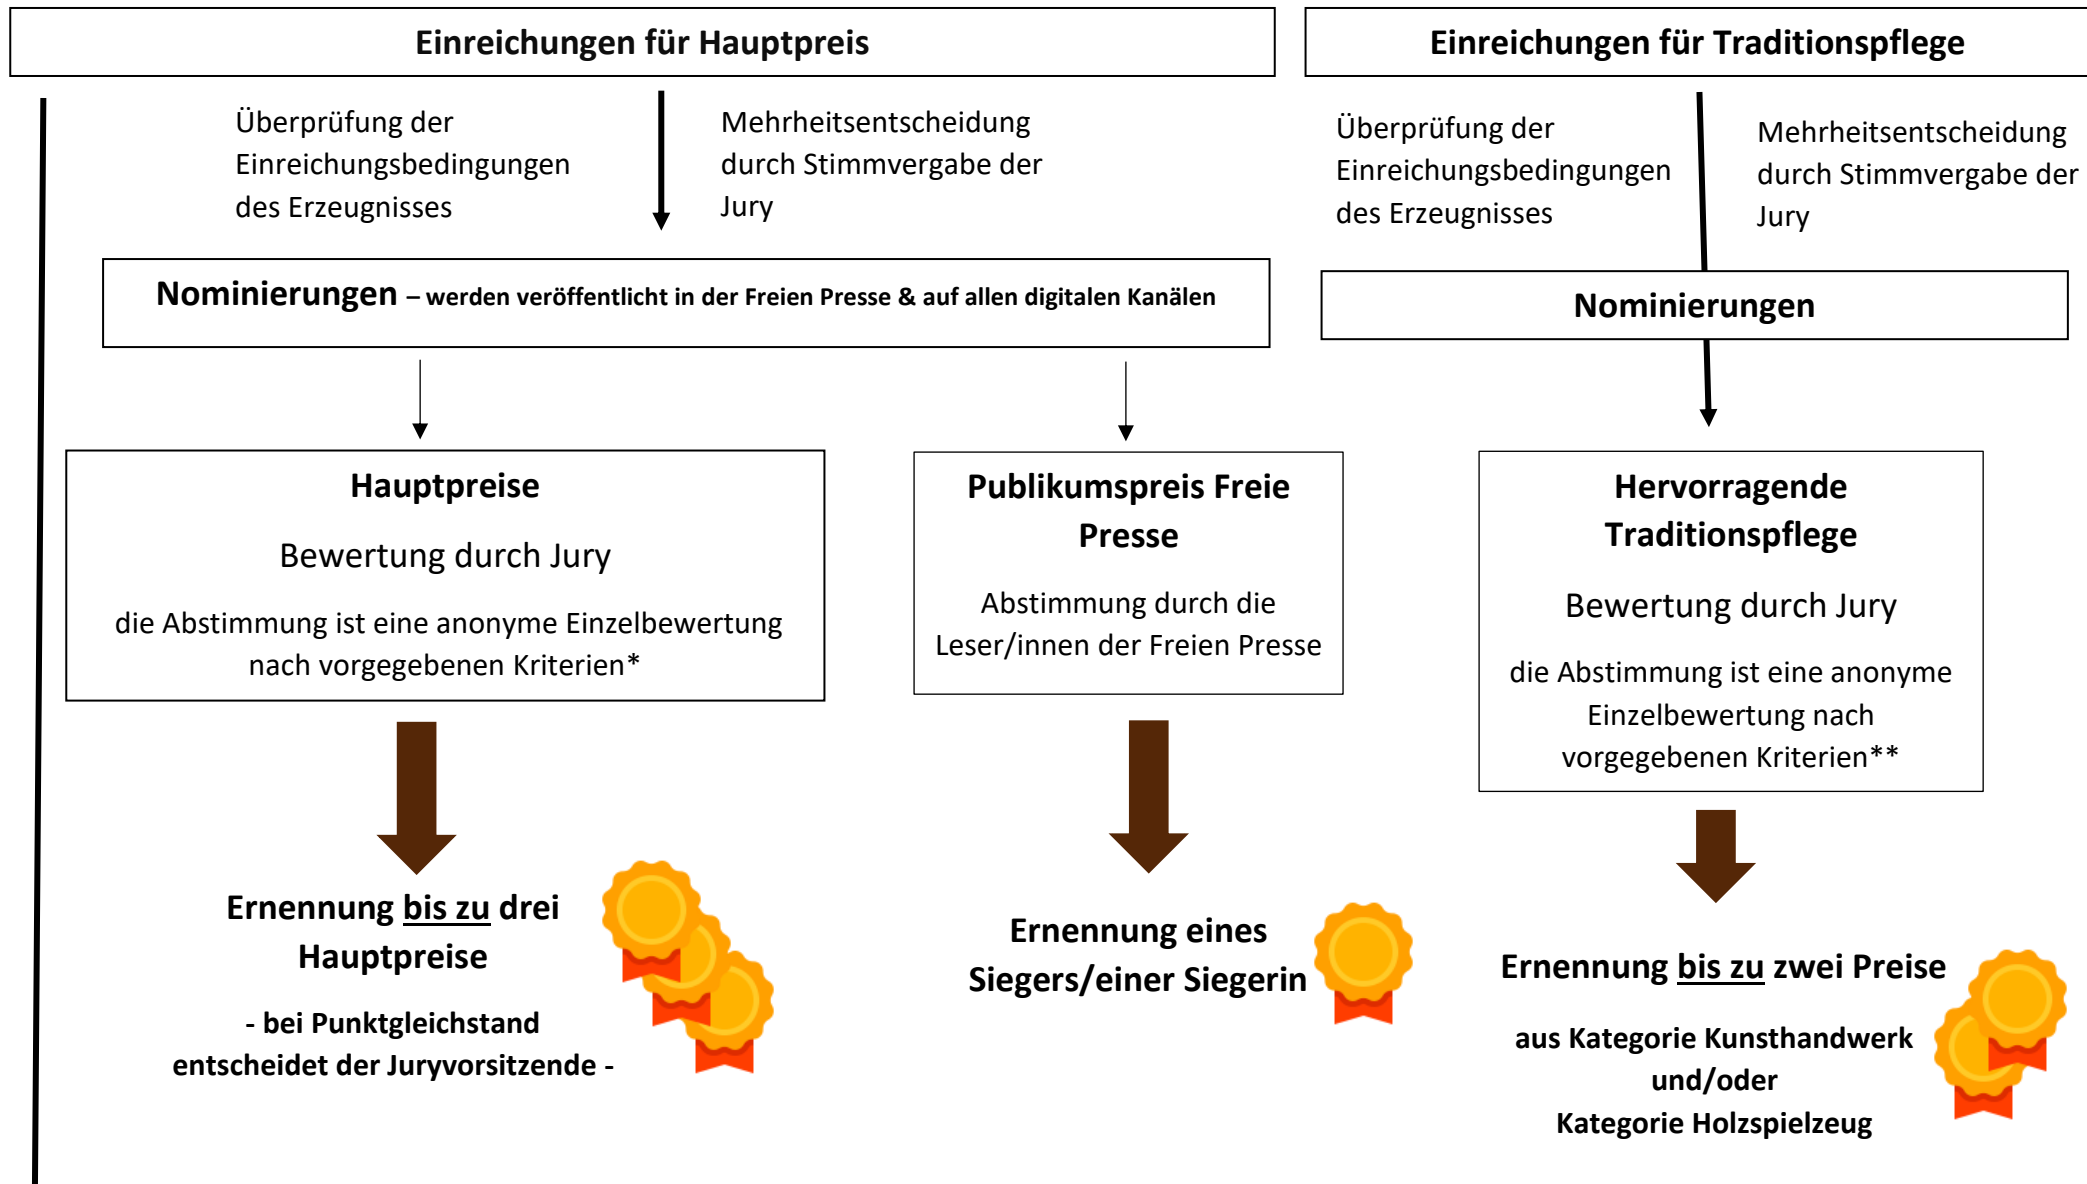 Einreichungen für Hauptpreis
Überprüfung der
Einreichungsbedingungen
des Erzeugnisses
Mehrheitsentscheidung
durch Stimmvergabe der
Jury
Nominierungen – werden veröffentlicht in der Freien Presse & auf allen digitalen Kanälen
Hauptpreise
Bewertung durch Jury
die Abstimmung ist eine anonyme Einzelbewertung
nach vorgegebenen Kriterien*
Ernennung bis zu drei
Hauptpreise
- bei Punktgleichstand
entscheidet der Juryvorsitzende -
Publikumspreis Freie
Presse
Abstimmung durch die
Leser/innen der Freien Presse
Ernennung eines
Siegers/einer Siegerin
Einreichungen für Traditionspflege
Überprüfung der
Einreichungsbedingungen
des Erzeugnisses
Mehrheitsentscheidung
durch Stimmvergabe der
Jury
Nominierungen
Hervorragende
Traditionspflege
Bewertung durch Jury
die Abstimmung ist eine anonyme
Einzelbewertung nach
vorgegebenen Kriterien**
Ernennung bis zu zwei Preise
aus Kategorie Kunsthandwerk
und/oder
Kategorie Holzspielzeug